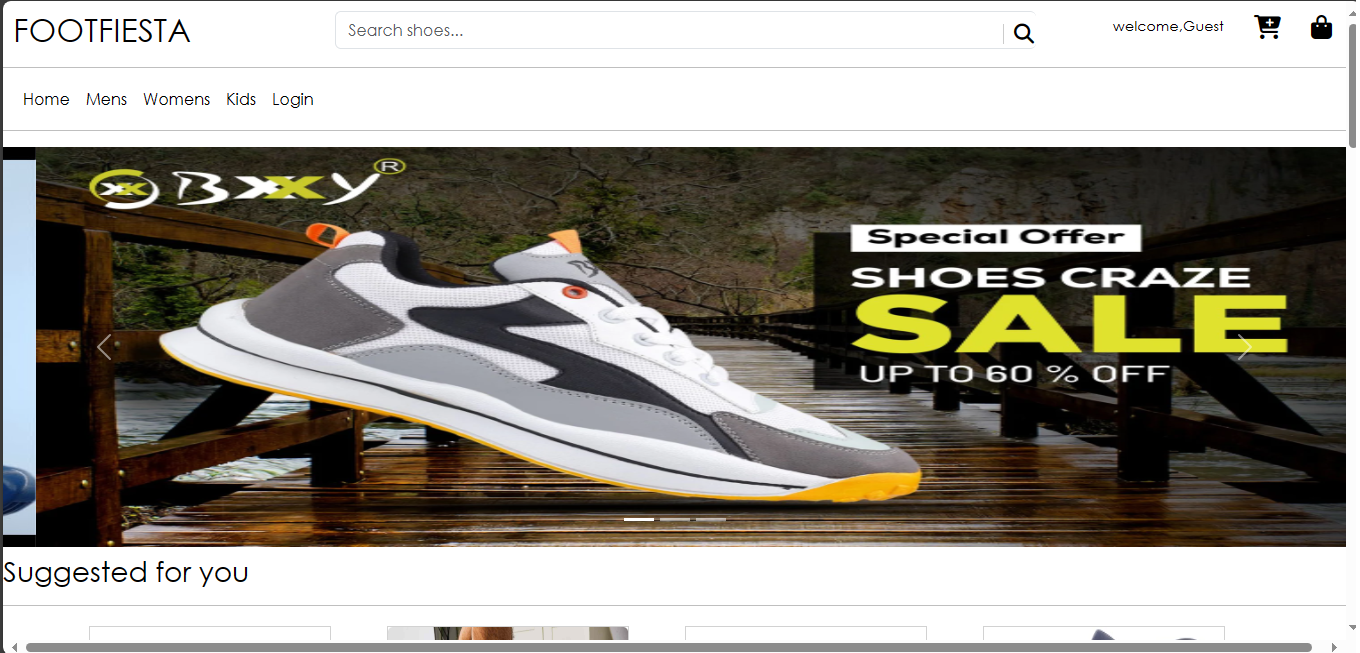 FOOTFIESTA
Search shoes...
welcome,Guest
Home Mens Womens Kids Login
BXXY ®
Special Offer
SHOES CRAZE
SALE
UP TO 60 % OFF
Suggested for you